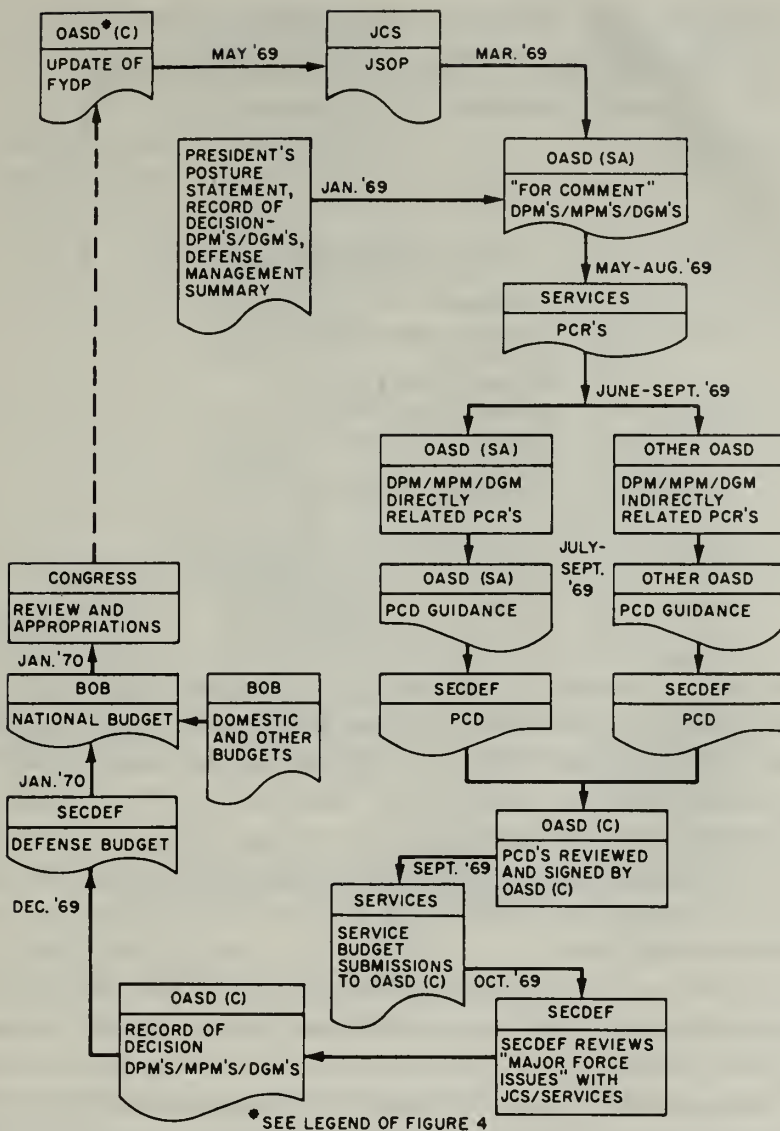 OASD* (C)
UPDATE OF
FYDP
MAY '69
JCS
JSOP
MAR. '69
PRESIDENT'S
POSTURE
STATEMENT,
RECORD OF
DECISION-
DPM'S/DGM'S,
DEFENSE
MANAGEMENT
SUMMARY
JAN. '69
OASD (SA)
"FOR COMMENT"
DPM'S/MPM'S/DGM'S
MAY-AUG. '69
SERVICES
PCR'S
JUNE-SEPT. '69
OASD (SA)
DPM/MPM/DGM
DIRECTLY
RELATED PCR'S
OTHER OASD
DPM/MPM/DGM
INDIRECTLY
RELATED PCR'S
JULY-
SEPT.
'69
OASD (SA)
PCD GUIDANCE
OTHER OASD
PCD GUIDANCE
SECDEF
PCD
SECDEF
PCD
OASD (C)
PCD'S REVIEWED
AND SIGNED BY
OASD (C)
SEPT. '69
SERVICES
SERVICE
BUDGET
SUBMISSIONS
TO OASD (C)
OCT. '69
SECDEF
SECDEF REVIEWS
"MAJOR FORCE
ISSUES" WITH
JCS/SERVICES
OASD (C)
RECORD OF
DECISION
DPM'S/MPM'S/DGM'S
DEC. '69
SECDEF
DEFENSE BUDGET
JAN. '70
BOB
NATIONAL BUDGET
BOB
DOMESTIC
AND OTHER
BUDGETS
JAN. '70
CONGRESS
REVIEW AND
APPROPRIATIONS
* SEE LEGEND OF FIGURE 4